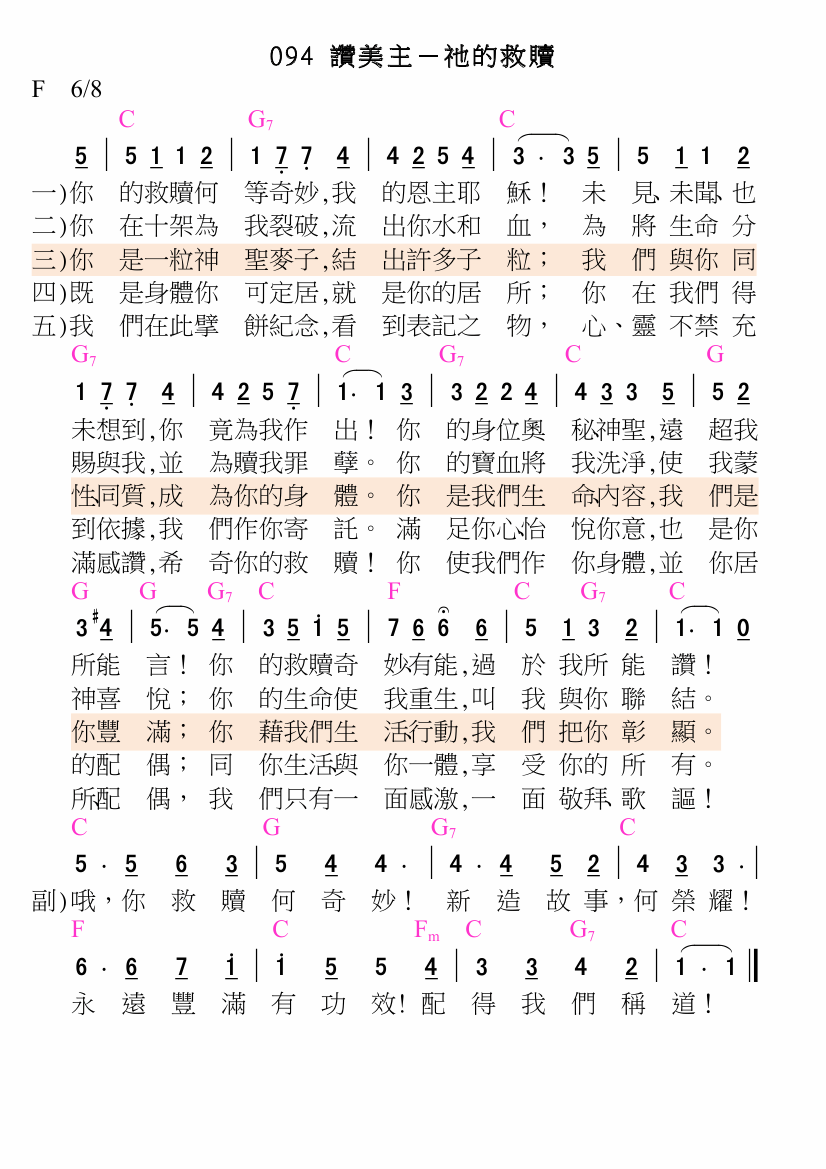 094 讚美主－祂的救贖
F 6/8
C G7 C
5 | 5 1 1 2 | 1 7 7 4 | 4 2 5 4 | 3 . 3 5 | 5 1 1 2
一)你 的救贖何 等奇妙,我 的恩主耶 穌！ 未 見、未聞、也
二)你 在十架為 我裂破,流 出你水和 血， 為 將 生命 分
三)你 是一粒神 聖麥子,結 出許多子 粒； 我 們 與你 同
四)既 是身體你 可定居,就 是你的居 所； 你 在 我們 得
五)我 們在此擘 餅紀念,看 到表記之 物， 心、靈 不禁 充
G7 C G7 C G
1 7 7 4 | 4 2 5 7 | 1. 1 3 | 3 2 2 4 | 4 3 3 5 | 5 2
未想到,你 竟為我作 出！ 你 的身位奧 秘、神聖,遠 超我
賜與我,並 為贖我罪 孽。 你 的寶血將 我洗淨,使 我蒙
性、同質,成 為你的身 體。 你 是我們生 命、內容,我 們是
到依據,我 們作你寄 託。 滿 足你心、怡 悅你意,也 是你
滿感讚,希 奇你的救 贖！ 你 使我們作 你身體,並 你居
G G G7 C F C G7 C
3 #4 | 5. 5 4 | 3 5 1 5 | 7 6 6 6 | 5 1 3 2 | 1. 1 0
所能 言！ 你 的救贖奇 妙、有能,過 於 我所 能 讚！
神喜 悅； 你 的生命使 我重生,叫 我 與你 聯 結。
你豐 滿； 你 藉我們生 活、行動,我 們 把你 彰 顯。
的配 偶； 同 你生活、與 你一體,享 受 你的 所 有。
所、配 偶， 我 們只有一 面感激,一 面 敬拜、歌 謳！
C G G7 C
5 . 5 6 3 | 5 4 4 . | 4 . 4 5 2 | 4 3 3 . |
副)哦，你 救 贖 何 奇 妙！ 新 造 故 事，何 榮 耀！
F C Fm C G7 C
6 . 6 7 1 | 1 5 5 4 | 3 3 4 2 | 1 . 1 ‖
永 遠 豐 滿 有 功 效！配 得 我 們 稱 道！